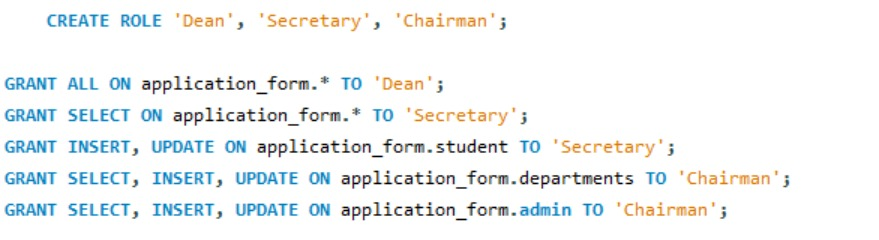 CREATE ROLE 'Dean', 'Secretary', 'Chairman';
GRANT ALL ON application_form.* TO 'Dean';
GRANT SELECT ON application_form.* TO 'Secretary';
GRANT INSERT, UPDATE ON application_form.student TO 'Secretary';
GRANT SELECT, INSERT, UPDATE ON application_form.departments TO 'Chairman';
GRANT SELECT, INSERT, UPDATE ON application_form.admin TO 'Chairman';